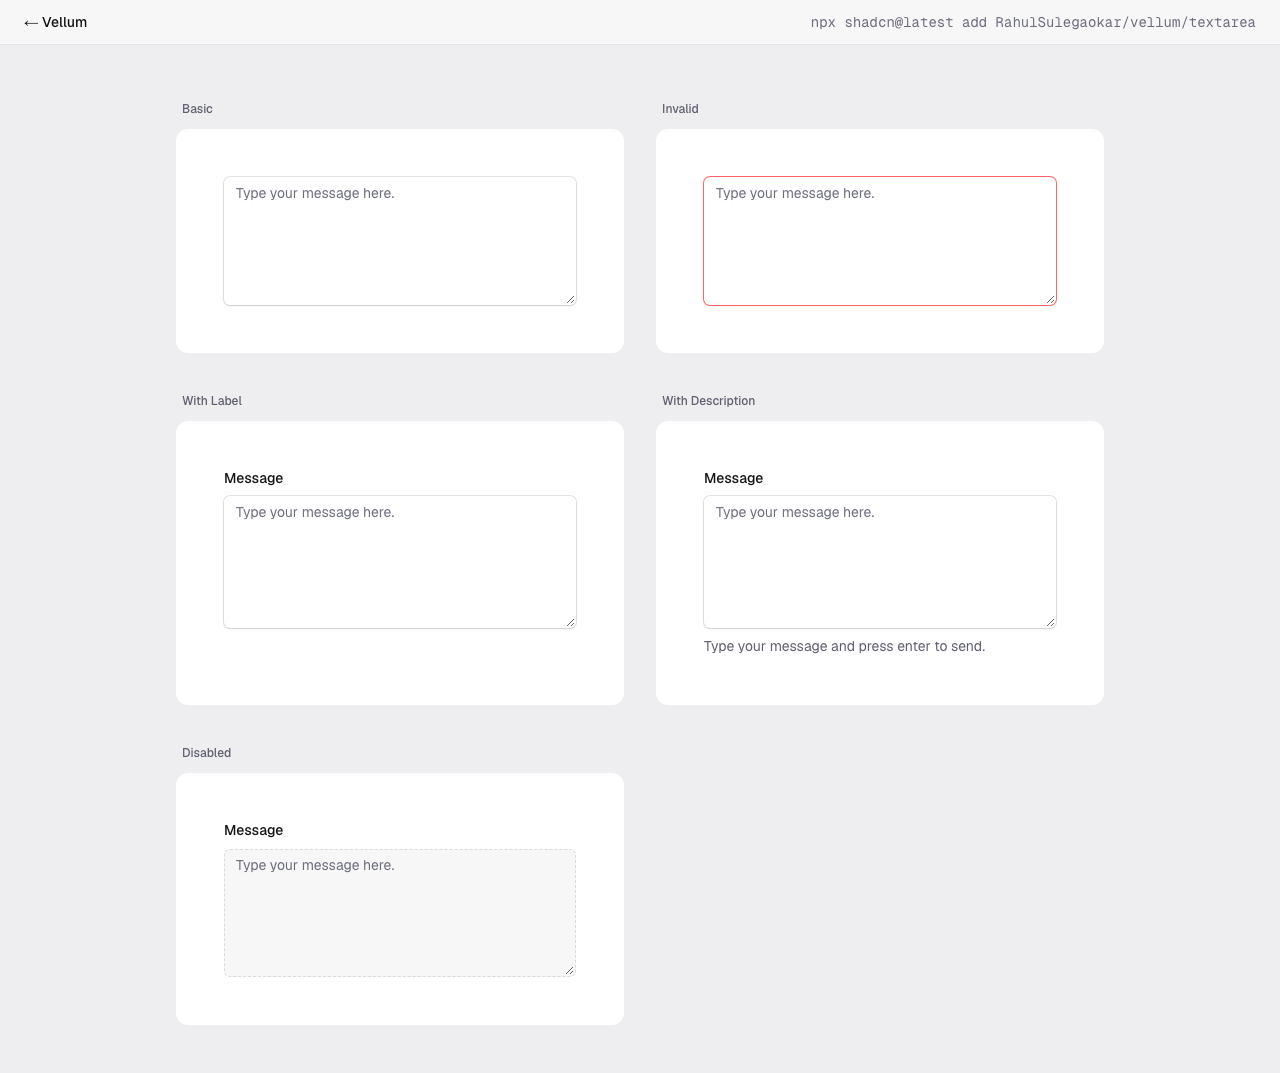 ← Vellum
npx shadcn@latest add RahulSulegaokar/vellum/textarea
Basic
Type your message here.
Invalid
Type your message here.
With Label
Message
Type your message here.
With Description
Message
Type your message here.
Type your message and press enter to send.
Disabled
Message
Type your message here.